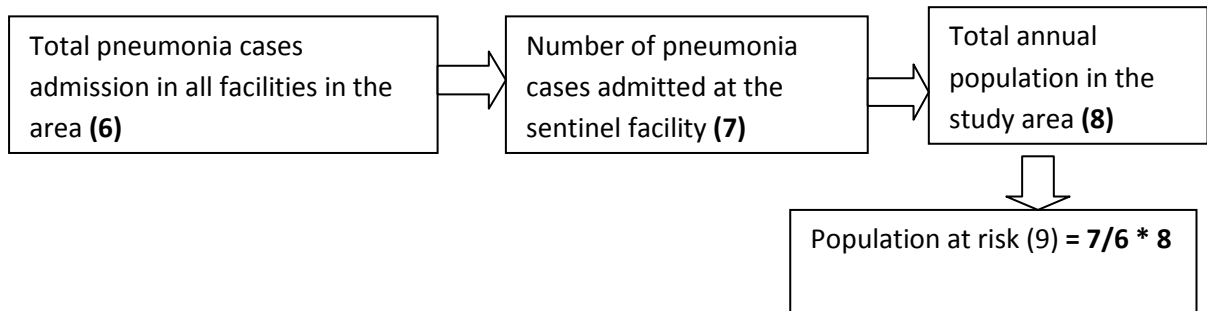 Total pneumonia cases
admission in all facilities in the
area (6)
Number of pneumonia
cases admitted at the
sentinel facility (7)
Total annual
population in the
study area (8)
Population at risk (9) = 7/6 * 8